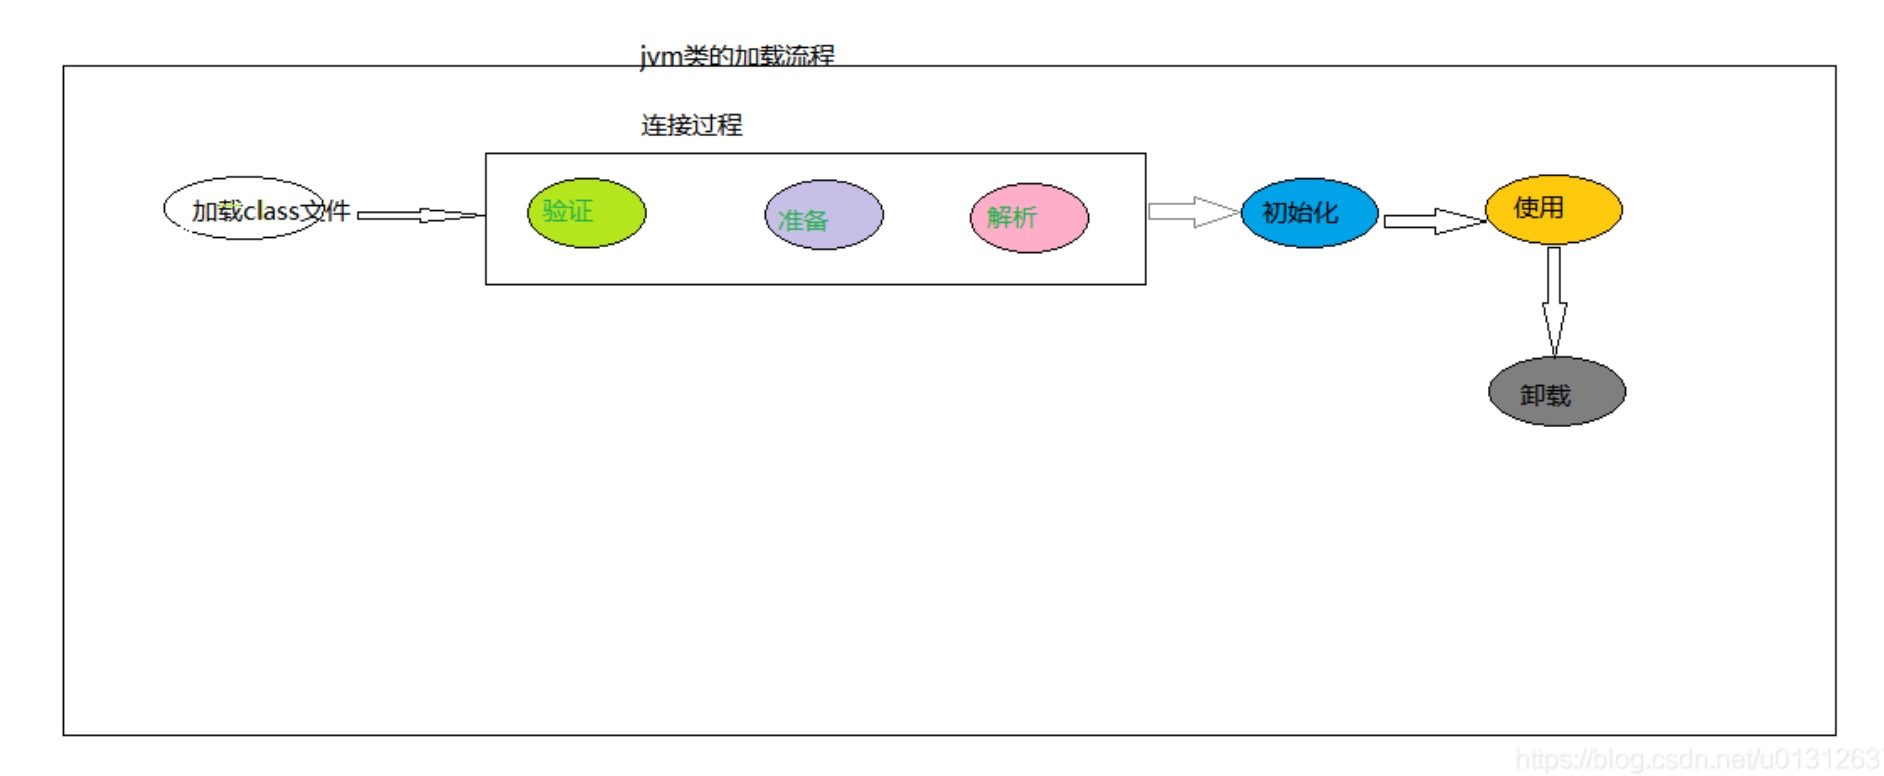 jvm类的加载流程
连接过程
加载class文件
验证
准备
解析
初始化
使用
卸载
https://blog.csdn.net/u0131263